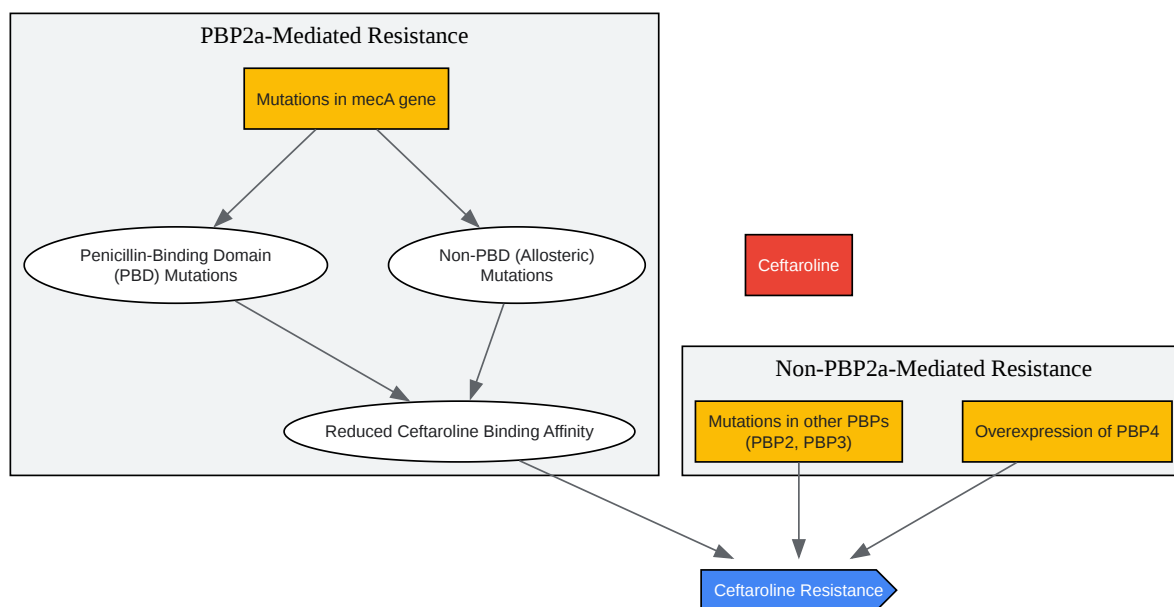 PBP2a-Mediated Resistance
Mutations in mecA gene
Penicillin-Binding Domain
(PBD) Mutations
Non-PBD (Allosteric)
Mutations
Ceftaroline
Reduced Ceftaroline Binding Affinity
Non-PBP2a-Mediated Resistance
Mutations in other PBPs
(PBP2, PBP3)
Overexpression of PBP4
Ceftaroline Resistance